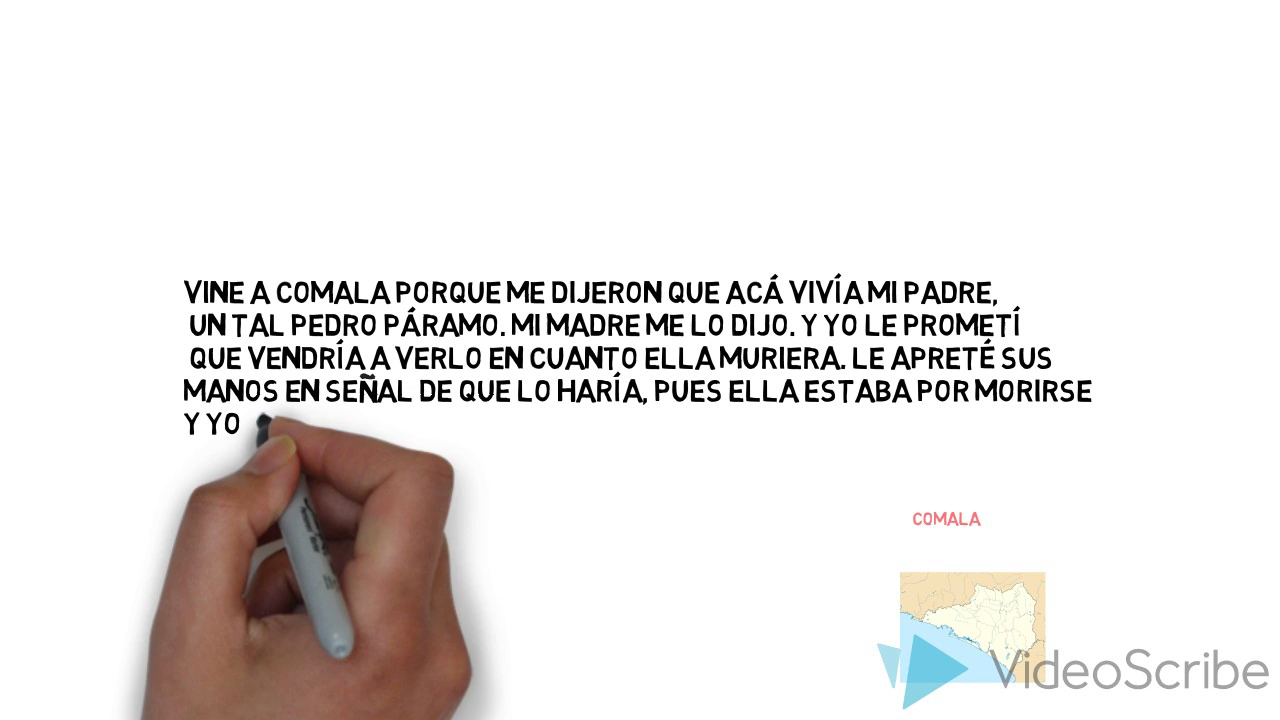 VINE A COMALA PORQUE ME DIJERON QUE ACÁ VIVÍA MI PADRE,
UN TAL PEDRO PÁRAMO. MI MADRE ME LO DIJO. Y YO LE PROMETÍ
QUE VENDRÍA A VERLO EN CUANTO ELLA MURIERA. LE APRETÉ SUS
MANOS EN SEÑAL DE QUE LO HARÍA, PUES ELLA ESTABA POR MORIRSE
Y YO
COMALA
VideoScribe